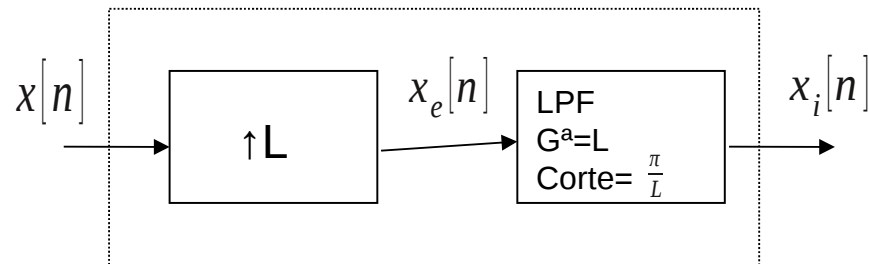 x[n]
↑L
xₑ[n]
LPF
Gª=L
Corte= π/L
xᵢ[n]